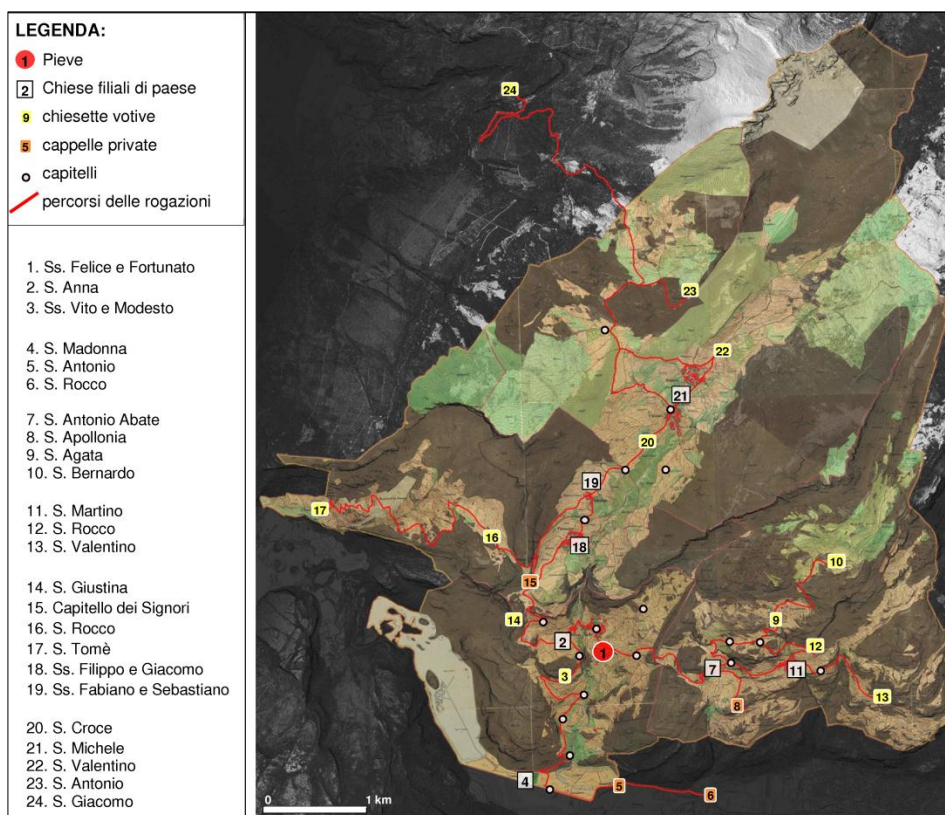 LEGENDA:
1 Pieve
2 Chiese filiali di paese
9 chiesette votive
5 cappelle private
capitelli
percorsi delle rogazioni
1. Ss. Felice e Fortunato
2. S. Anna
3. Ss. Vito e Modesto
4. S. Madonna
5. S. Antonio
6. S. Rocco
7. S. Antonio Abate
8. S. Apollonia
9. S. Agata
10. S. Bernardo
11. S. Martino
12. S. Rocco
13. S. Valentino
14. S. Giustina
15. Capitello dei Signori
16. S. Rocco
17. S. Tomè
18. Ss. Filippo e Giacomo
19. Ss. Fabiano e Sebastiano
20. S. Croce
21. S. Michele
22. S. Valentino
23. S. Antonio
24. S. Giacomo
24
23
22
21
20
19
17
16
18
15
10
14
9
2
1
12
3
7
11
13
8
4
5
6
0 1 km